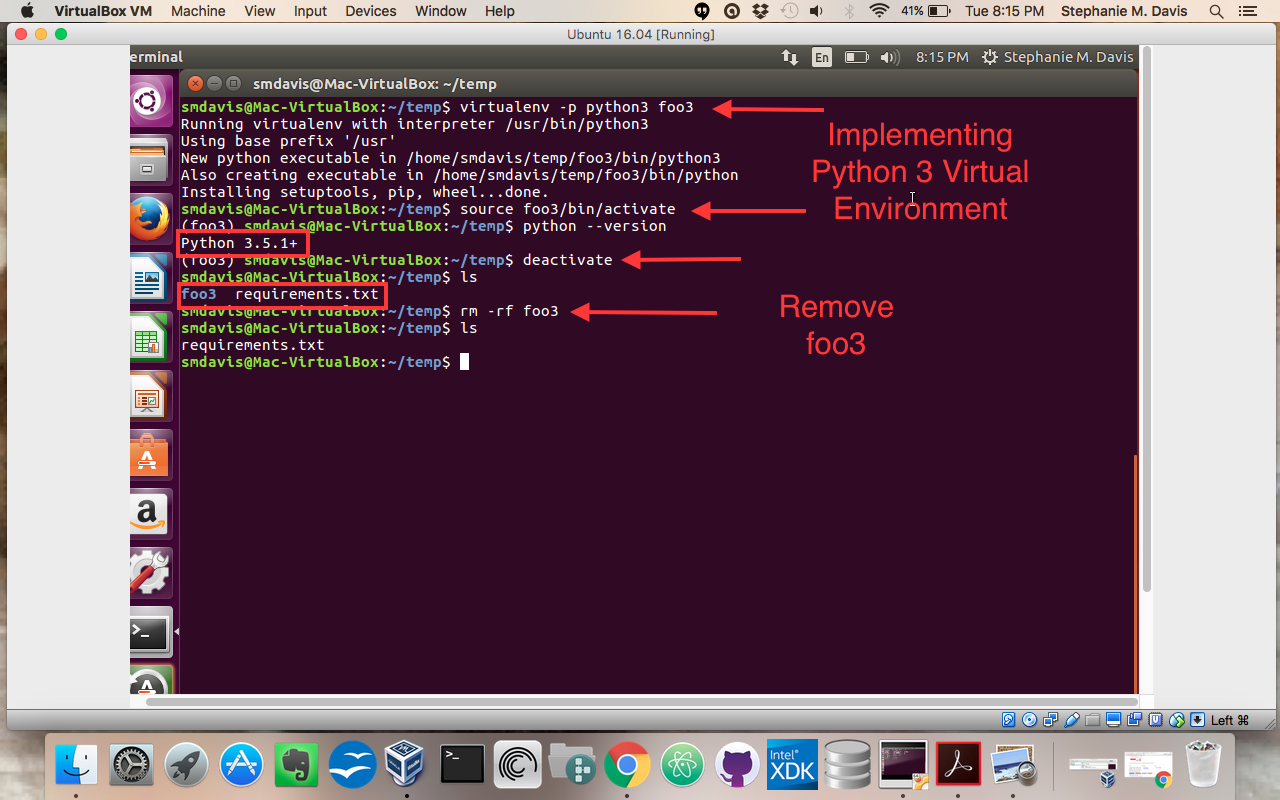 VirtualBox VM Machine View Input Devices Window Help 41% Tue 8:15 PM Stephanie M. Davis
Ubuntu 16.04 [Running]
erminal En 8:15 PM Stephanie M. Davis
smdavis@Mac-VirtualBox: ~/temp
smdavis@Mac-VirtualBox:~/temp$ virtualenv -p python3 foo3
Running virtualenv with interpreter /usr/bin/python3
Using base prefix '/usr'
New python executable in /home/smdavis/temp/foo3/bin/python3
Also creating executable in /home/smdavis/temp/foo3/bin/python
Installing setuptools, pip, wheel...done.
smdavis@Mac-VirtualBox:~/temp$ source foo3/bin/activate
(foo3) smdavis@Mac-VirtualBox:~/temp$ python --version
Python 3.5.1+
(foo3) smdavis@Mac-VirtualBox:~/temp$ deactivate
smdavis@Mac-VirtualBox:~/temp$ ls
foo3 requirements.txt
smdavis@Mac-VirtualBox:~/temp$ rm -rf foo3
smdavis@Mac-VirtualBox:~/temp$ ls
requirements.txt
smdavis@Mac-VirtualBox:~/temp$
Implementing
Python 3 Virtual
Environment
Remove
foo3
Left ⌘
Intel®
XDK